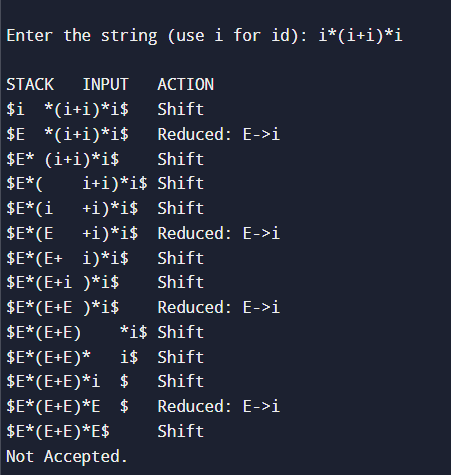 Enter the string (use i for id): i*(i+i)*i
STACK   INPUT   ACTION
$i  *(i+i)*i$   Shift
$E  *(i+i)*i$   Reduced: E->i
$E* (i+i)*i$    Shift
$E*(    i+i)*i$ Shift
$E*(i   +i)*i$  Shift
$E*(E   +i)*i$  Reduced: E->i
$E*(E+  i)*i$   Shift
$E*(E+i )*i$    Shift
$E*(E+E )*i$    Reduced: E->i
$E*(E+E)    *i$ Shift
$E*(E+E)*   i$  Shift
$E*(E+E)*i  $   Shift
$E*(E+E)*E  $   Reduced: E->i
$E*(E+E)*E$     Shift
Not Accepted.